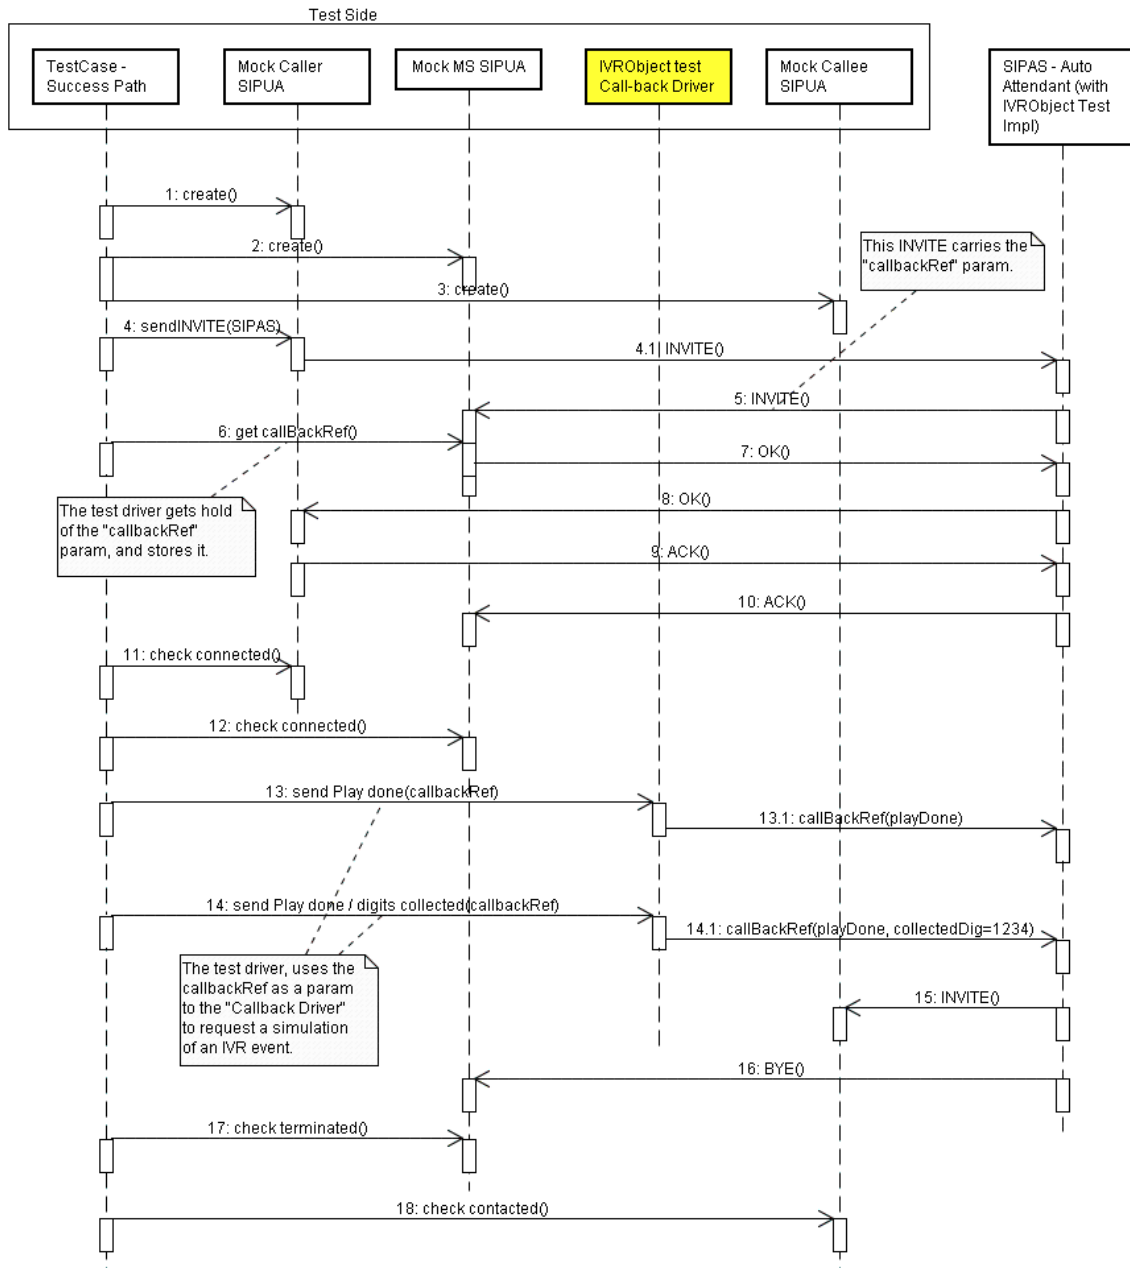 Test Side
TestCase -
Success Path
Mock Caller
SIPUA
Mock MS SIPUA
IVRObject test
Call-back Driver
Mock Callee
SIPUA
SIPAS - Auto
Attendant (with
IVRObject Test
Impl)
1: create()
2: create()
This INVITE carries the
"callbackRef" param.
3: create()
4: sendINVITE(SIPAS)
4.1: INVITE()
5: INVITE()
6: get callBackRef()
7: OK()
8: OK()
The test driver gets hold
of the "callbackRef"
param, and stores it.
9: ACK()
10: ACK()
11: check connected()
12: check connected()
13: send Play done(callbackRef)
13.1: callBackRef(playDone)
14: send Play done / digits collected(callbackRef)
14.1: callBackRef(playDone, collectedDig=1234)
The test driver, uses the
callbackRef as a param
to the "Callback Driver"
to request a simulation
of an IVR event.
15: INVITE()
16: BYE()
17: check terminated()
18: check contacted()